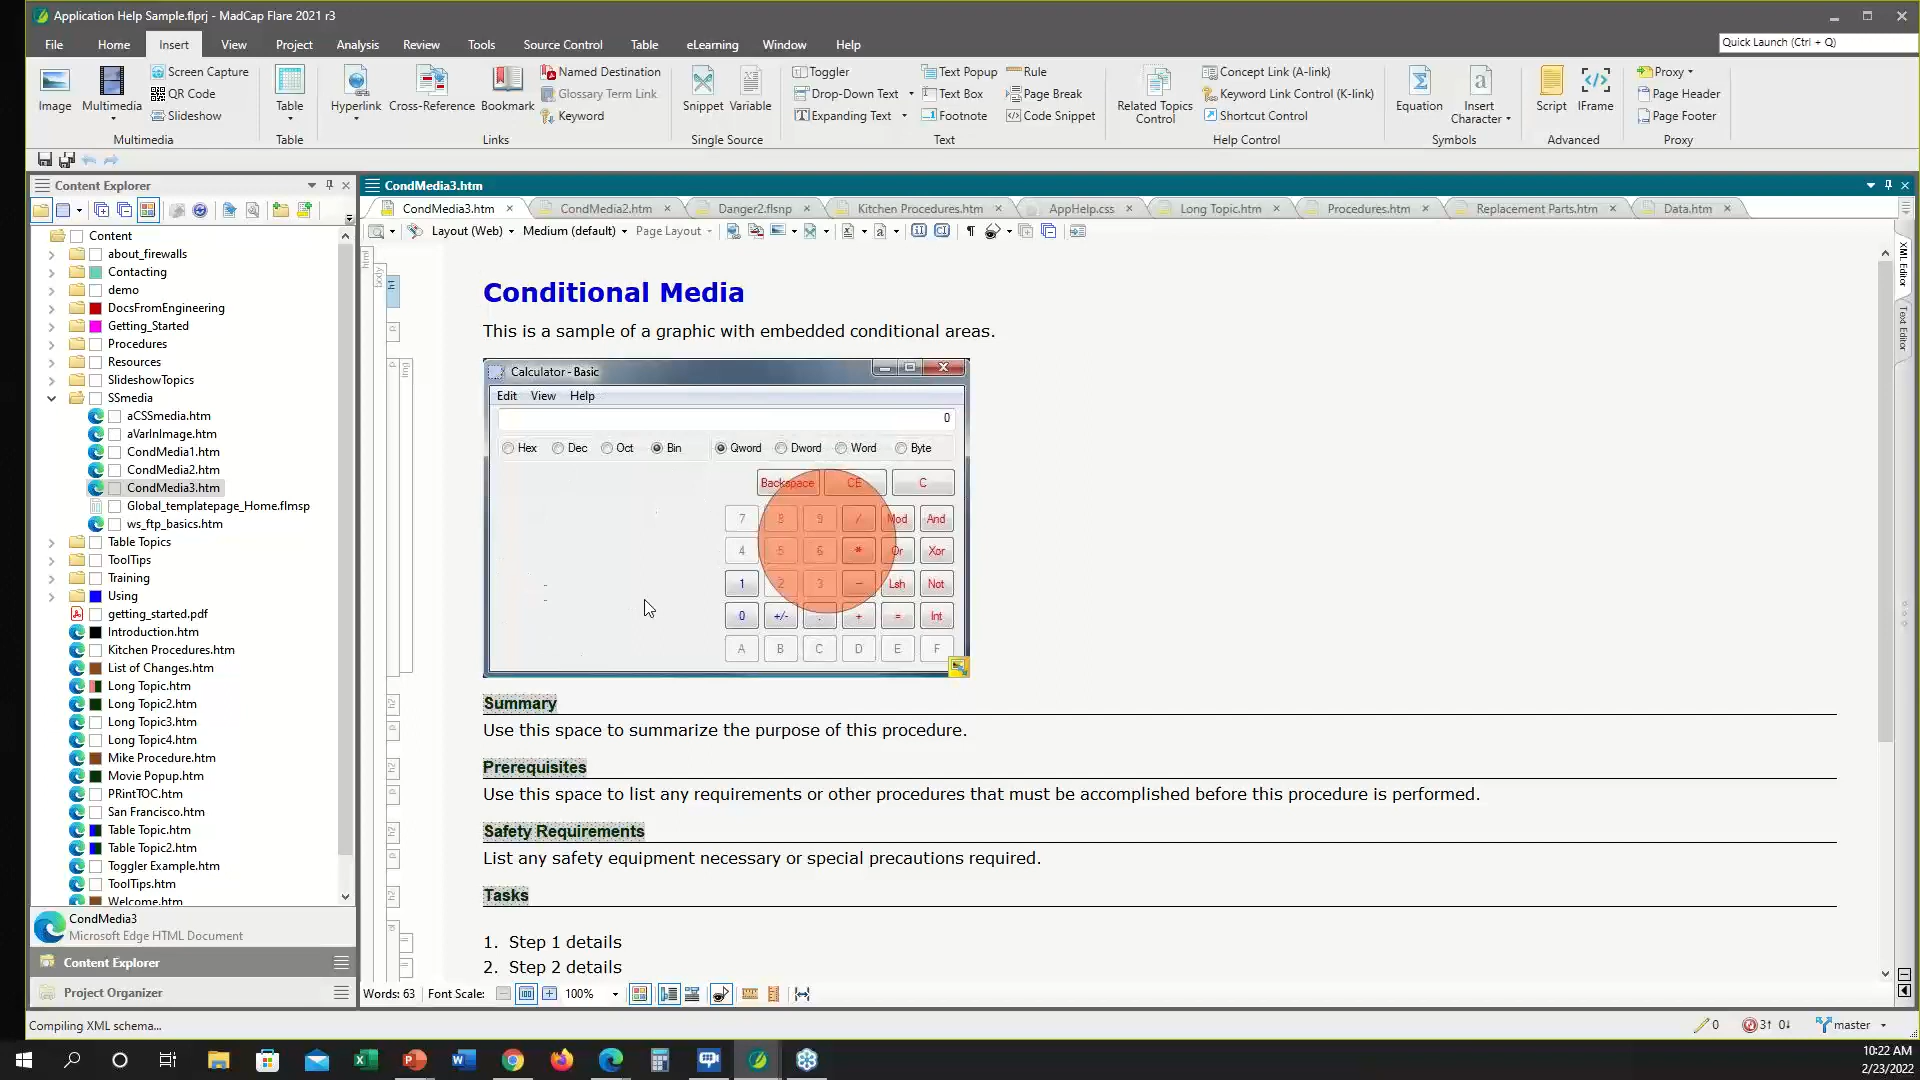 Application Help Sample.flprj - MadCap Flare 2021 r3
File Home Insert View Project Analysis Review Tools Source Control Table eLearning Window Help
Quick Launch (Ctrl + Q)
Screen Capture
QR Code
Slideshow
Image Multimedia
Multimedia
Table
Table
Hyperlink Cross-Reference Bookmark
Named Destination
Glossary Term Link
Keyword
Links
Snippet Variable
Single Source
Toggler Text Popup Rule
Drop-Down Text Text Box Page Break
Expanding Text Footnote Code Snippet
Text
Related Topics Control
Concept Link (A-link)
Keyword Link Control (K-link)
Shortcut Control
Help Control
Equation Insert Character
Symbols
Script IFrame
Advanced
Proxy
Page Header
Page Footer
Proxy
Content Explorer
Content
about_firewalls
Contacting
demo
DocsFromEngineering
Getting_Started
Procedures
Resources
SlideshowTopics
SSmedia
aCSSmedia.htm
aVarInImage.htm
CondMedia1.htm
CondMedia2.htm
CondMedia3.htm
Global_templatepage_Home.flmsp
ws_ftp_basics.htm
Table Topics
ToolTips
Training
Using
getting_started.pdf
Introduction.htm
Kitchen Procedures.htm
List of Changes.htm
Long Topic.htm
Long Topic2.htm
Long Topic3.htm
Long Topic4.htm
Mike Procedure.htm
Movie Popup.htm
PRintTOC.htm
San Francisco.htm
Table Topic.htm
Table Topic2.htm
Toggler Example.htm
ToolTips.htm
Welcome.htm
CondMedia3
Microsoft Edge HTML Document
Content Explorer
Project Organizer
CondMedia3.htm
CondMedia3.htm CondMedia2.htm Danger2.flsnp Kitchen Procedures.htm AppHelp.css Long Topic.htm Procedures.htm Replacement Parts.htm Data.htm
Layout (Web) Medium (default) Page Layout
XML Editor
Text Editor
html
body
h1
Conditional Media
This is a sample of a graphic with embedded conditional areas.
img
Calculator - Basic
Edit View Help
0
Hex Dec Oct Bin Qword Dword Word Byte
Backspace CE C
7 8 9 / Mod And
4 5 6 * Or Xor
1 2 3 - Lsh Not
0 +/- . + = Int
A B C D E F
h2
Summary
Use this space to summarize the purpose of this procedure.
h2
Prerequisites
Use this space to list any requirements or other procedures that must be accomplished before this procedure is performed.
h2
Safety Requirements
List any safety equipment necessary or special precautions required.
h2
Tasks
1. Step 1 details
2. Step 2 details
Words: 63 Font Scale: 100%
Compiling XML schema...
0 3↑ 0↓ master
10:22 AM
2/23/2022